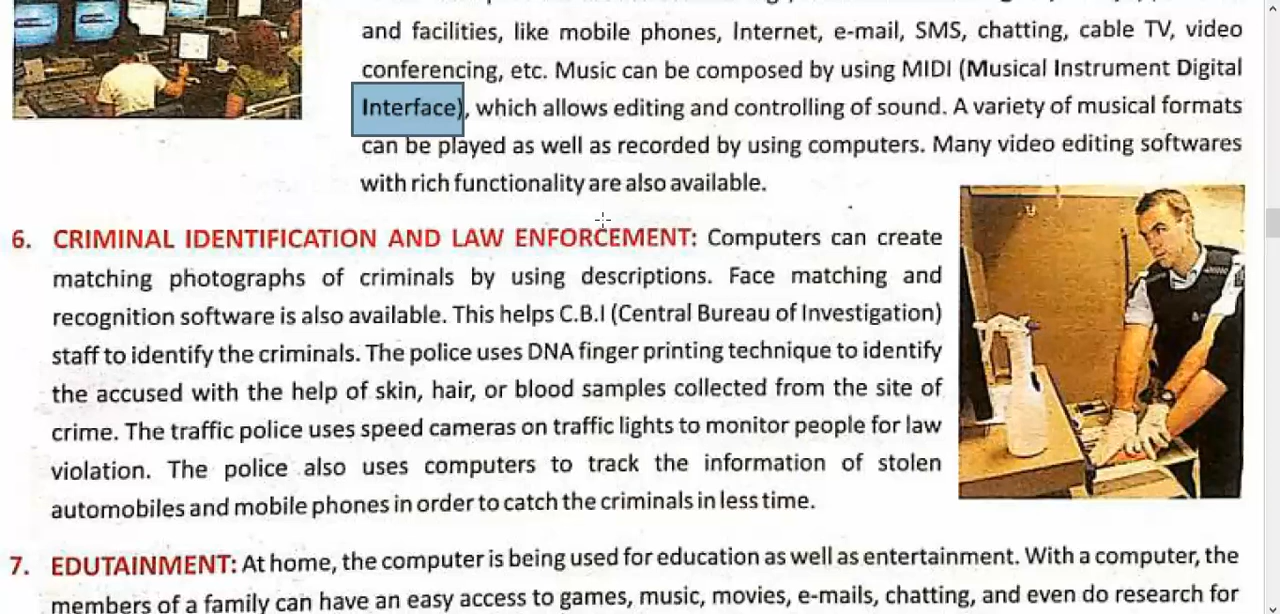 and facilities, like mobile phones, Internet, e-mail, SMS, chatting, cable TV, video
conferencing, etc. Music can be composed by using MIDI (Musical Instrument Digital
Interface), which allows editing and controlling of sound. A variety of musical formats
can be played as well as recorded by using computers. Many video editing softwares
with rich functionality are also available.
6. CRIMINAL IDENTIFICATION AND LAW ENFORCEMENT: Computers can create
matching photographs of criminals by using descriptions. Face matching and
recognition software is also available. This helps C.B.I (Central Bureau of Investigation)
staff to identify the criminals. The police uses DNA finger printing technique to identify
the accused with the help of skin, hair, or blood samples collected from the site of
crime. The traffic police uses speed cameras on traffic lights to monitor people for law
violation. The police also uses computers to track the information of stolen
automobiles and mobile phones in order to catch the criminals in less time.
7. EDUTAINMENT: At home, the computer is being used for education as well as entertainment. With a computer, the
members of a family can have an easy access to games, music, movies, e-mails, chatting, and even do research for